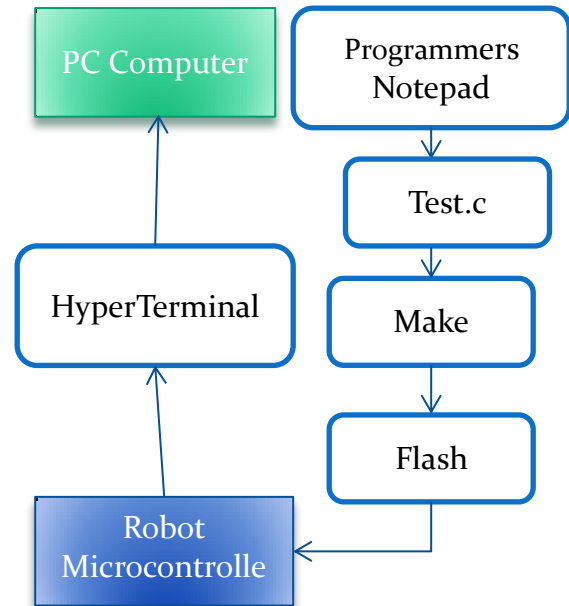 PC Computer
Programmers
Notepad
Test.c
HyperTerminal
Make
Flash
Robot
Microcontrolle